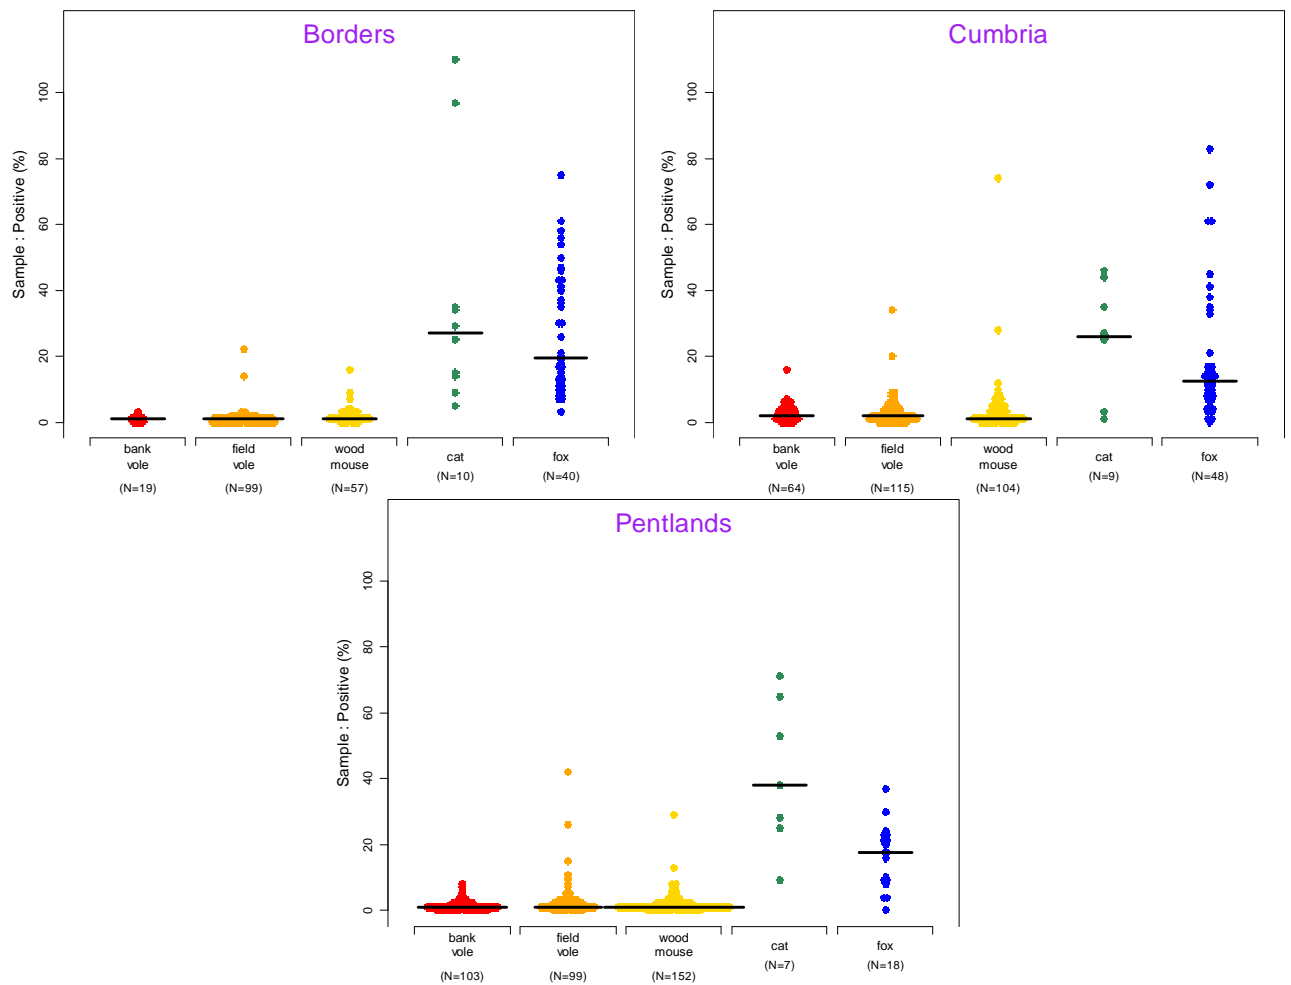 Borders
Sample : Positive (%)
100
80
60
40
20
0
bank vole
field vole
wood mouse
cat
fox
(N=19)
(N=99)
(N=57)
(N=10)
(N=40)
Cumbria
Sample : Positive (%)
100
80
60
40
20
0
bank vole
field vole
wood mouse
cat
fox
(N=64)
(N=115)
(N=104)
(N=9)
(N=48)
Pentlands
Sample : Positive (%)
100
80
60
40
20
0
bank vole
field vole
wood mouse
cat
fox
(N=103)
(N=99)
(N=152)
(N=7)
(N=18)